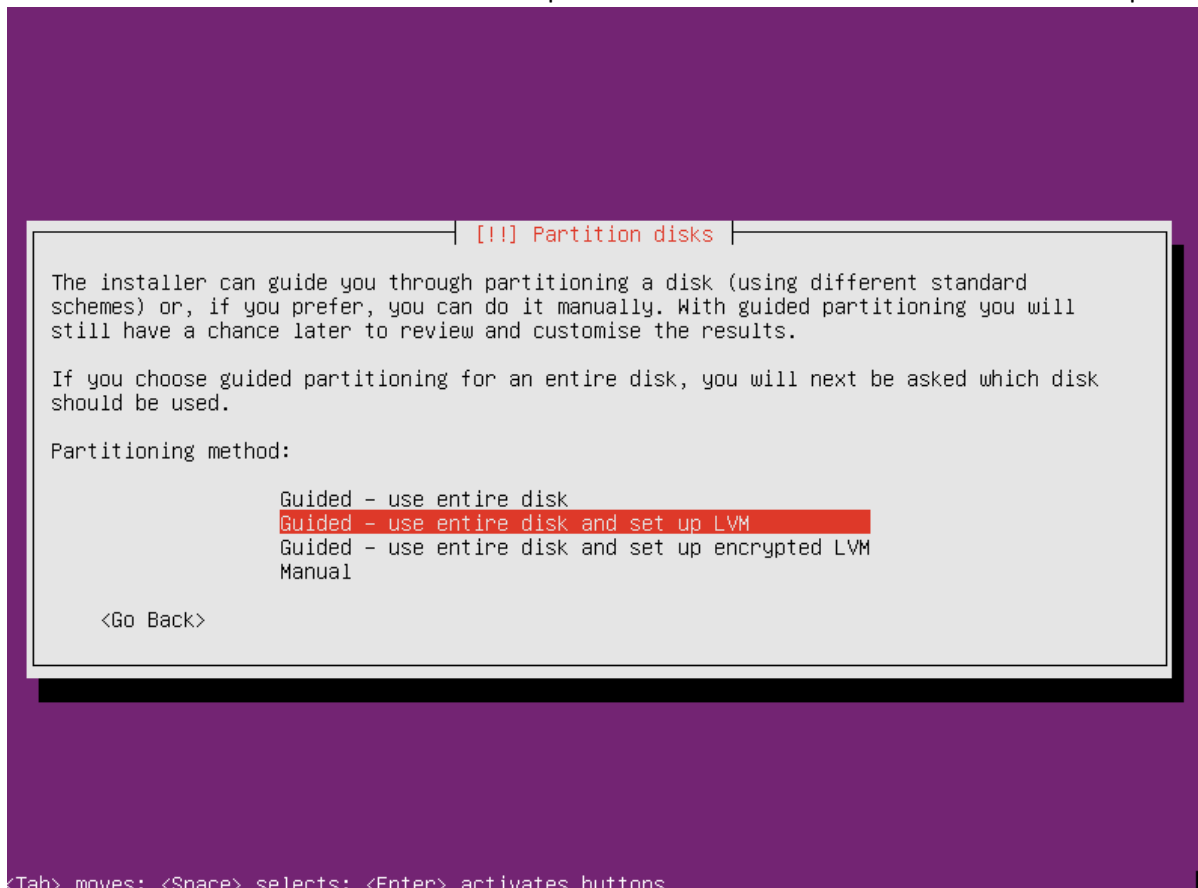 [!!] Partition disks
The installer can guide you through partitioning a disk (using different standard
schemes) or, if you prefer, you can do it manually. With guided partitioning you will
still have a chance later to review and customise the results.
If you choose guided partitioning for an entire disk, you will next be asked which disk
should be used.
Partitioning method:
Guided - use entire disk
Guided - use entire disk and set up LVM
Guided - use entire disk and set up encrypted LVM
Manual
<Go Back>
<Tab> moves; <Space> selects; <Enter> activates buttons